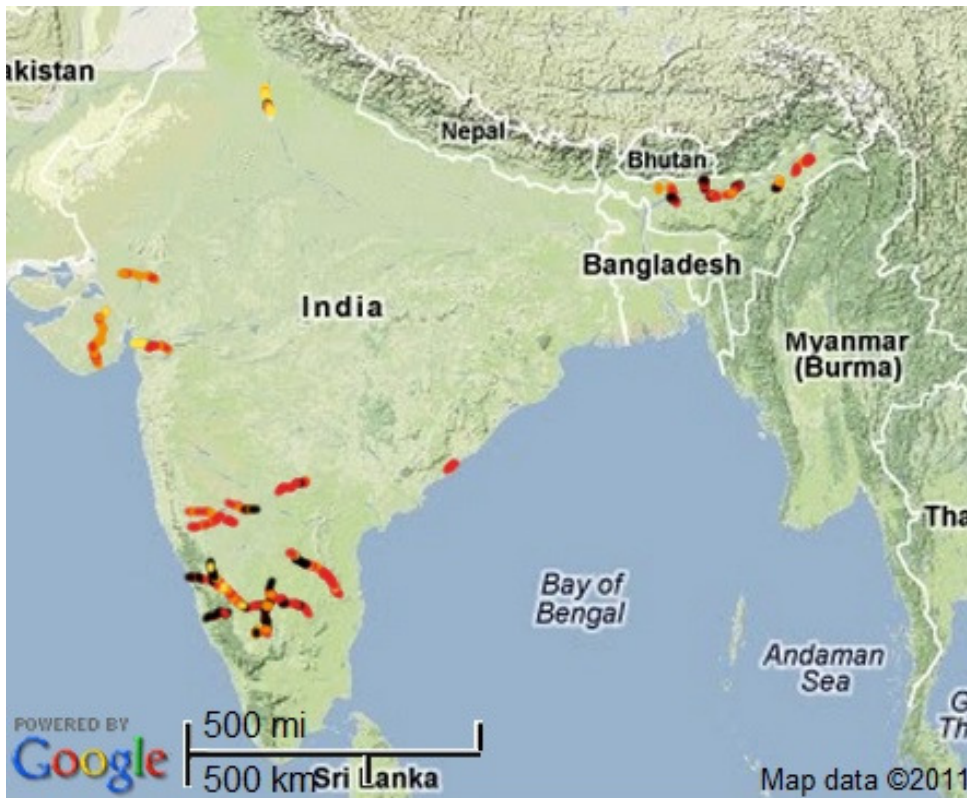 akistan
Nepal
Bhutan
Bangladesh
India
Myanmar
(Burma)
Tha
Bay of
Bengal
Andaman
Sea
G
Th
POWERED BY
Google
500 mi
500 km
Sri Lanka
Map data ©2011